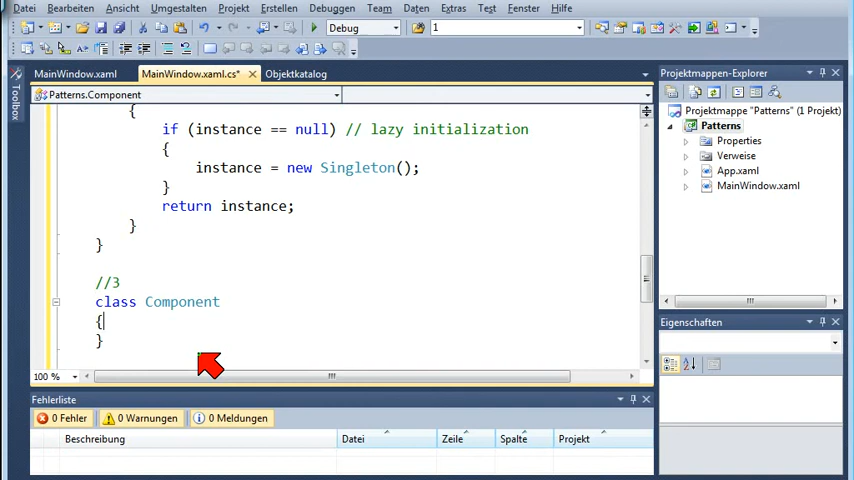 Datei Ansicht Umgestalten Projekt Erstellen Debuggen Team Daten Extras Test Fenster Hilfe
Debug 1
MainWindow.xaml MainWindow.xaml.cs* Objektkatalog
Patterns.Component
Toolbox
{
if (instance == null) // lazy initialization
{
instance = new Singleton();
}
return instance;
}
}
//3
class Component
{
}
100 %
Projektmappen-Explorer
Projektmappe "Patterns" (1 Projekt)
Patterns
Properties
Verweise
App.xaml
MainWindow.xaml
Eigenschaften
Fehlerliste
0 Fehler 0 Warnungen 0 Meldungen
Beschreibung Datei Zeile Spalte Projekt